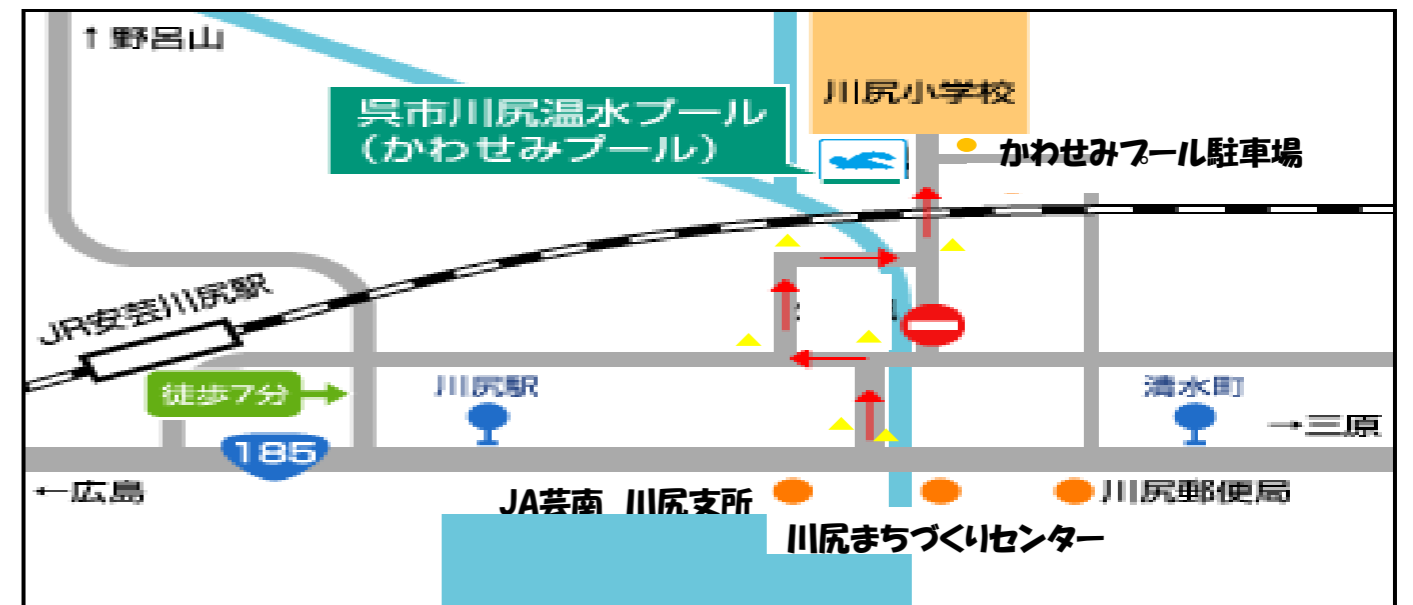 ↑野呂山
川尻小学校
呉市川尻温水プール
(かわせみプール)
かわせみプール駐車場
JR安芸川尻駅
徒歩7分→
川尻駅
清水町
185
→三原
←広島
JA芸南 川尻支所
川尻郵便局
川尻まちづくりセンター